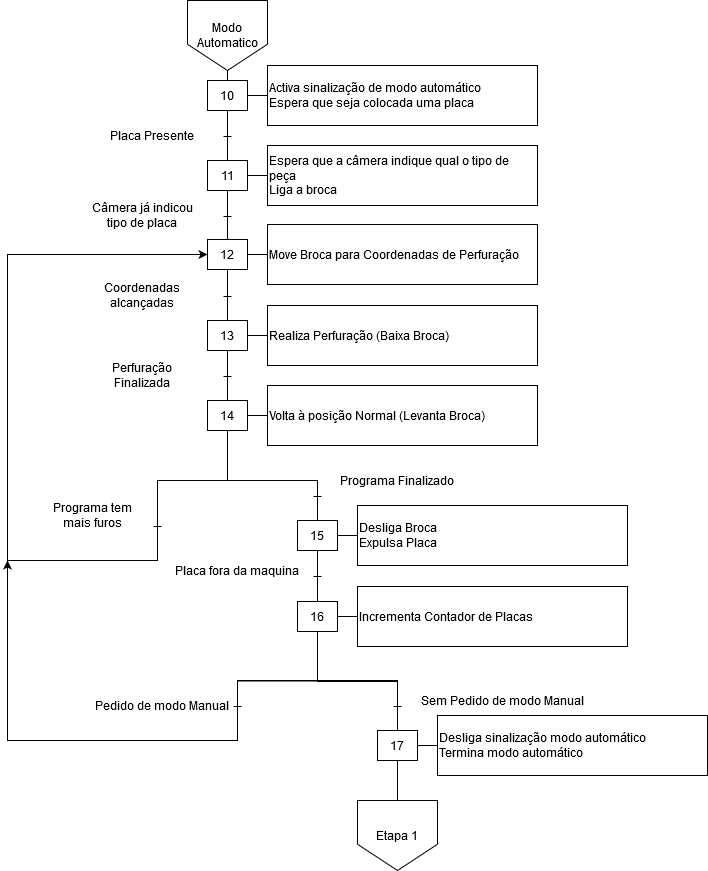 Modo
Automatico
10
Activa sinalização de modo automático
Espera que seja colocada uma placa
Placa Presente
11
Espera que a câmera indique qual o tipo de
peça
Liga a broca
Câmera já indicou
tipo de placa
12
Move Broca para Coordenadas de Perfuração
Coordenadas
alcançadas
13
Realiza Perfuração (Baixa Broca)
Perfuração
Finalizada
14
Volta à posição Normal (Levanta Broca)
Programa Finalizado
Programa tem
mais furos
15
Desliga Broca
Expulsa Placa
Placa fora da maquina
16
Incrementa Contador de Placas
Pedido de modo Manual
Sem Pedido de modo Manual
17
Desliga sinalização modo automático
Termina modo automático
Etapa 1